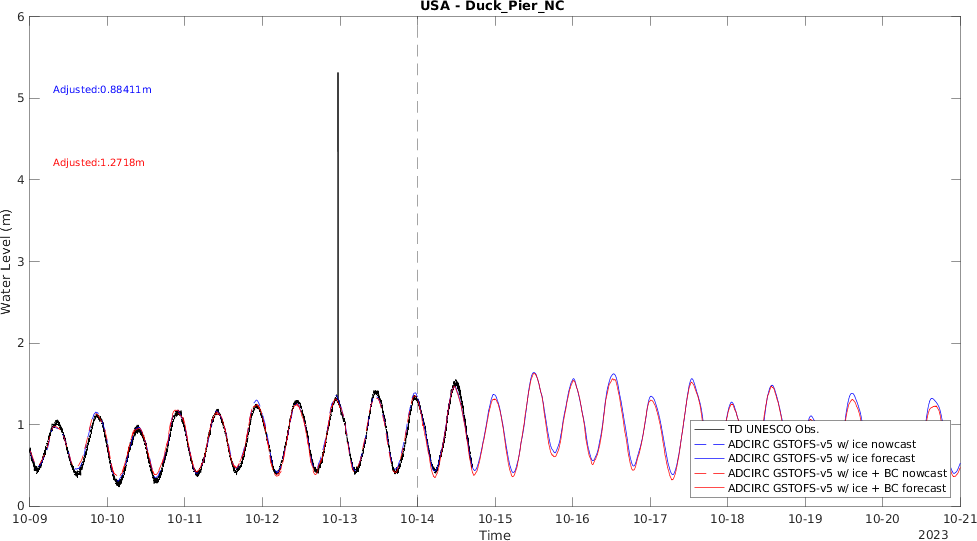 USA - Duck_Pier_NC
6
Adjusted:0.88411m
5
Adjusted:1.2718m
4
3
2
1
0
Water Level (m)
TD UNESCO Obs.
ADCIRC GSTOFS-v5 w/ ice nowcast
ADCIRC GSTOFS-v5 w/ ice forecast
ADCIRC GSTOFS-v5 w/ ice + BC nowcast
ADCIRC GSTOFS-v5 w/ ice + BC forecast
10-09 10-10 10-11 10-12 10-13 10-14 10-15 10-16 10-17 10-18 10-19 10-20 10-21
Time
2023